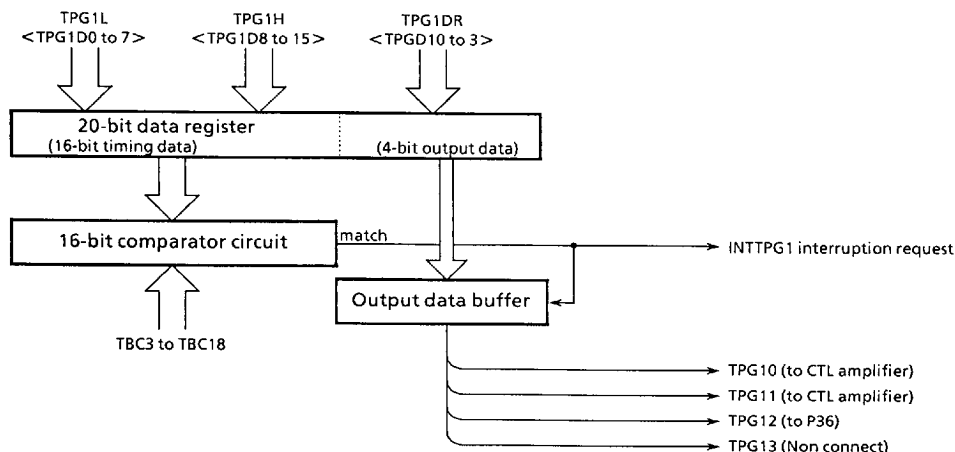 TPG1L
<TPG1D0 to 7>
TPG1H
<TPG1D8 to 15>
TPG1DR
<TPGD10 to 3>
20-bit data register
(16-bit timing data)
(4-bit output data)
16-bit comparator circuit
match
INTTPG1 interruption request
Output data buffer
TBC3 to TBC18
TPG10 (to CTL amplifier)
TPG11 (to CTL amplifier)
TPG12 (to P36)
TPG13 (Non connect)